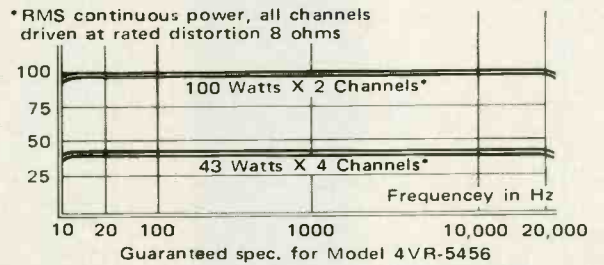 *RMS continuous power, all channels
driven at rated distortion 8 ohms
100
100 Watts X 2 Channels*
75
50
43 Watts X 4 Channels*
25
Frequencey in Hz
10 20 100 1000 10,000 20,000
Guaranteed spec. for Model 4VR-5456